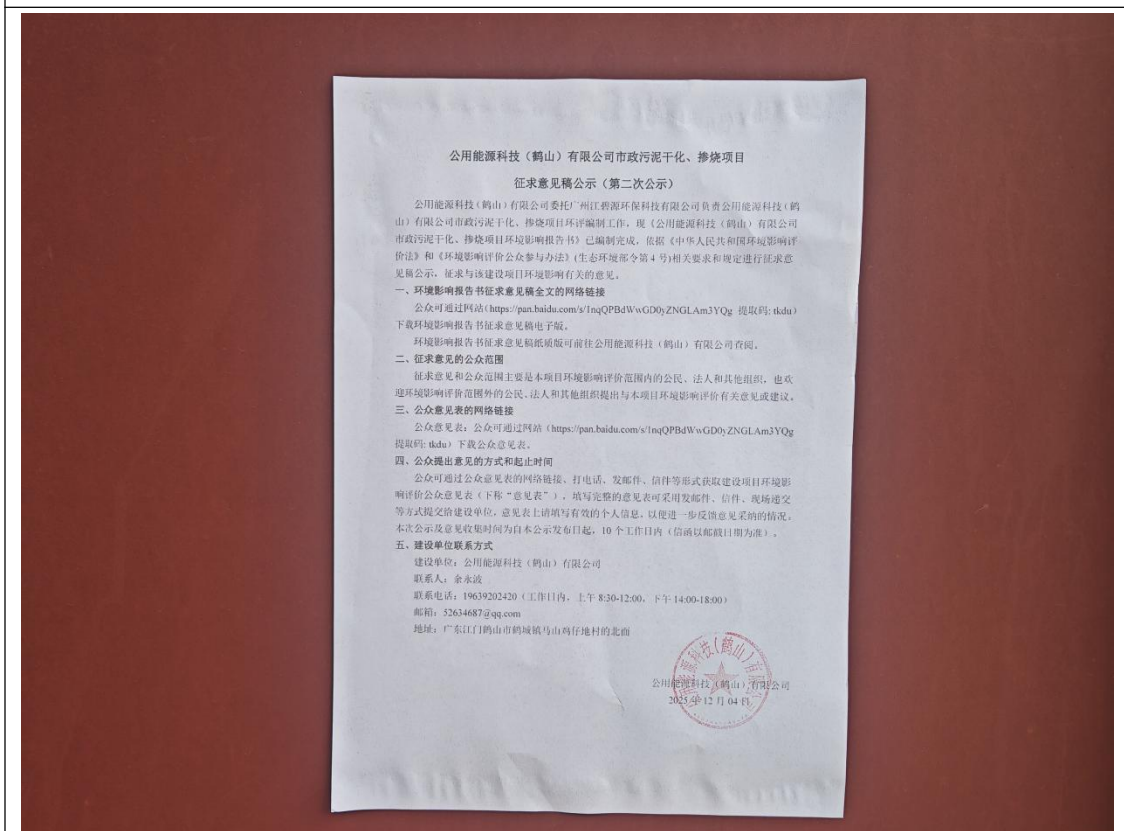 公用能源科技（鹤山）有限公司市政污泥干化、掺烧项目
征求意见稿公示（第二次公示）
公用能源科技（鹤山）有限公司委托广州江碧源环保科技有限公司负责公用能源科技（鹤
山）有限公司市政污泥干化、掺烧项目环评编制工作，现《公用能源科技（鹤山）有限公司
市政污泥干化、掺烧项目环境影响报告书》已编制完成，依据《中华人民共和国环境影响评
价法》和《环境影响评价公众参与办法》(生态环境部令第 4 号)相关要求和规定进行征求意
见稿公示，征求与该建设项目环境影响有关的意见。
一、环境影响报告书征求意见稿全文的网络链接
公众可通过网站（https://pan.baidu.com/s/1nqQPBdWwGD0yZNGLAm3YQg 提取码: tkdu）
下载环境影响报告书征求意见稿电子版。
环境影响报告书征求意见稿纸质版可前往公用能源科技（鹤山）有限公司查阅。
二、征求意见的公众范围
征求意见和公众范围主要是本项目环境影响评价范围内的公民、法人和其他组织，也欢
迎环境影响评价范围外的公民、法人和其他组织提出与本项目环境影响评价有关意见或建议。
三、公众意见表的网络链接
公众意见表：公众可通过网站（https://pan.baidu.com/s/1nqQPBdWwGD0yZNGLAm3YQg
提取码: tkdu）下载公众意见表。
四、公众提出意见的方式和起止时间
公众可通过公众意见表的网络链接、打电话、发邮件、信件等形式获取建设项目环境影
响评价公众意见表（下称“意见表”），填写完整的意见表可采用发邮件、信件、现场递交
等方式提交给建设单位，意见表上请填写有效的个人信息，以便进一步反馈意见采纳的情况。
本次公示及意见收集时间为自本公示发布日起，10 个工作日内（信函以邮戳日期为准）。
五、建设单位联系方式
建设单位：公用能源科技（鹤山）有限公司
联系人：余永波
联系电话：19639202420（工作日内，上午 8:30-12:00，下午 14:00-18:00）
邮箱：52634687@qq.com
地址：广东江门鹤山市鹤城镇马山鸡仔地村的北面
公用能源科技（鹤山）有限公司
2025 年 12 月 04 日